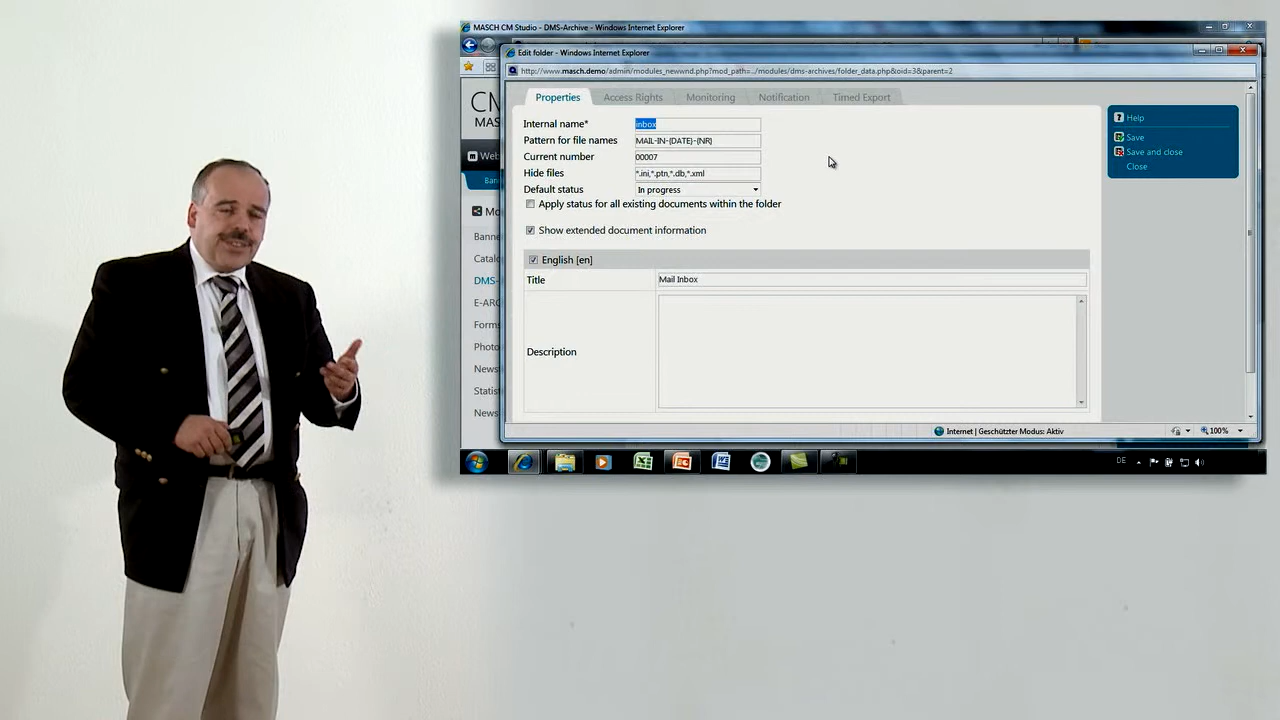 MASCH CM Studio - DMS-Archive - Windows Internet Explorer
Edit folder - Windows Internet Explorer
http://www.masch.demo/admin/modules_newwnd.php?mod_path=../modules/dms-archives/folder_data.php&oid=3&parent=2
CM
MASC
Web
Ban
Mo
Banne
Catalo
DMS-
E-ARC
Forms
Photo
News
Statis
News
Properties
Access Rights
Monitoring
Notification
Timed Export
Internal name*
inbox
Pattern for file names
MAIL-IN-{DATE}-{NR}
Current number
00007
Hide files
*.ini,*.ptn,*.db,*.xml
Default status
In progress
Apply status for all existing documents within the folder
Show extended document information
English [en]
Title
Mail Inbox
Description
Help
Save
Save and close
Close
Internet | Geschützter Modus: Aktiv
100%
DE